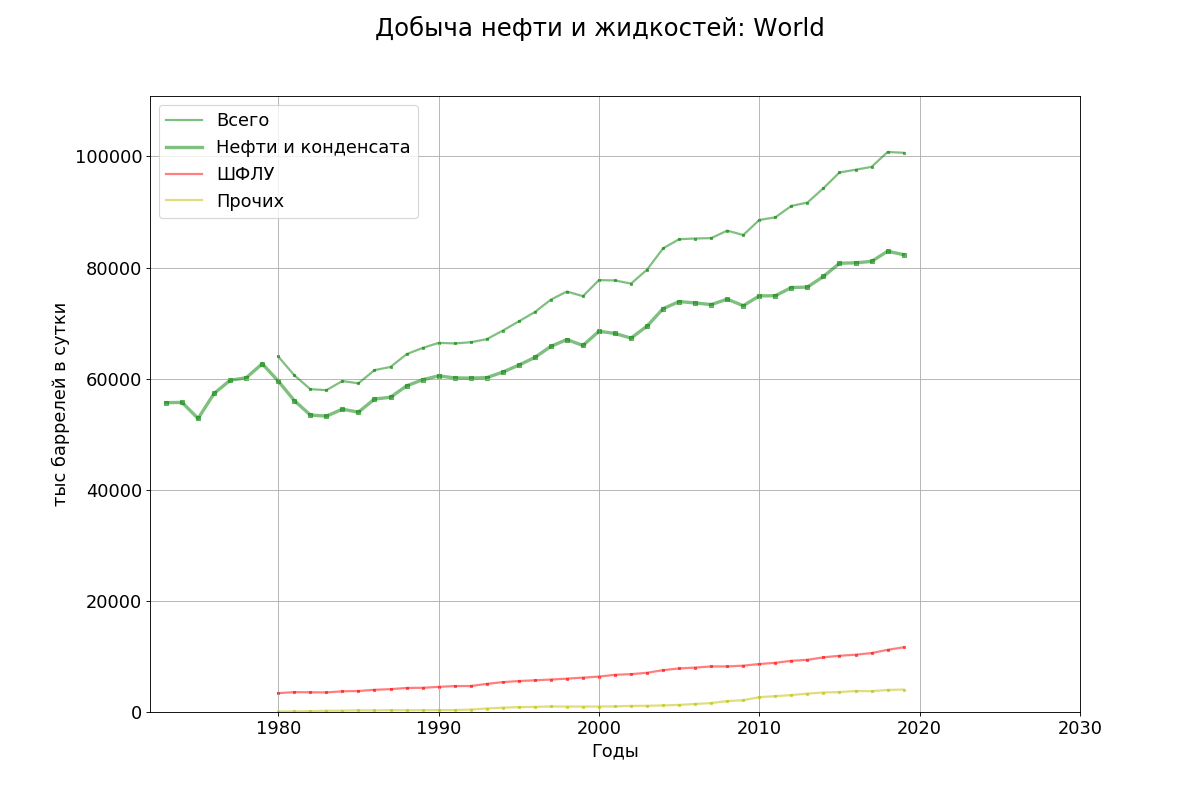 Добыча нефти и жидкостей: World
Всего
Нефти и конденсата
ШФЛУ
Прочих
100000
80000
60000
40000
20000
0
тыс баррелей в сутки
1980 1990 2000 2010 2020 2030
Годы